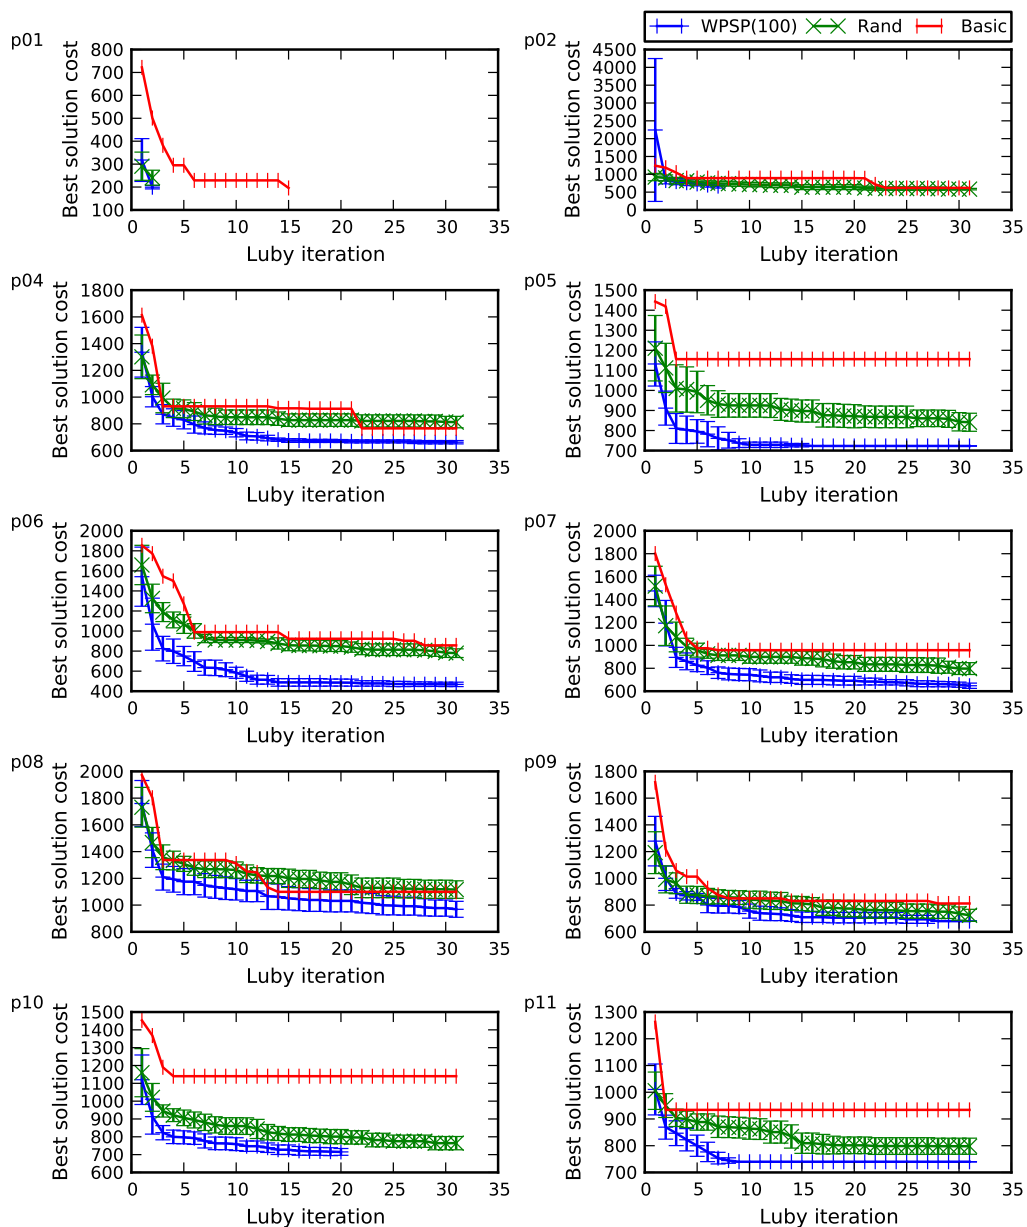 WPSP(100) Rand Basic
p01
Best solution cost
800
700
600
500
400
300
200
100
0 5 10 15 20 25 30 35
Luby iteration
p02
Best solution cost
4500
4000
3500
3000
2500
2000
1500
1000
500
0
0 5 10 15 20 25 30 35
Luby iteration
p04
Best solution cost
1800
1600
1400
1200
1000
800
600
0 5 10 15 20 25 30 35
Luby iteration
p05
Best solution cost
1500
1400
1300
1200
1100
1000
900
800
700
0 5 10 15 20 25 30 35
Luby iteration
p06
Best solution cost
2000
1800
1600
1400
1200
1000
800
600
400
0 5 10 15 20 25 30 35
Luby iteration
p07
Best solution cost
2000
1800
1600
1400
1200
1000
800
600
0 5 10 15 20 25 30 35
Luby iteration
p08
Best solution cost
2000
1800
1600
1400
1200
1000
800
0 5 10 15 20 25 30 35
Luby iteration
p09
Best solution cost
1800
1600
1400
1200
1000
800
600
0 5 10 15 20 25 30 35
Luby iteration
p10
Best solution cost
1500
1400
1300
1200
1100
1000
900
800
700
600
0 5 10 15 20 25 30 35
Luby iteration
p11
Best solution cost
1300
1200
1100
1000
900
800
700
0 5 10 15 20 25 30 35
Luby iteration